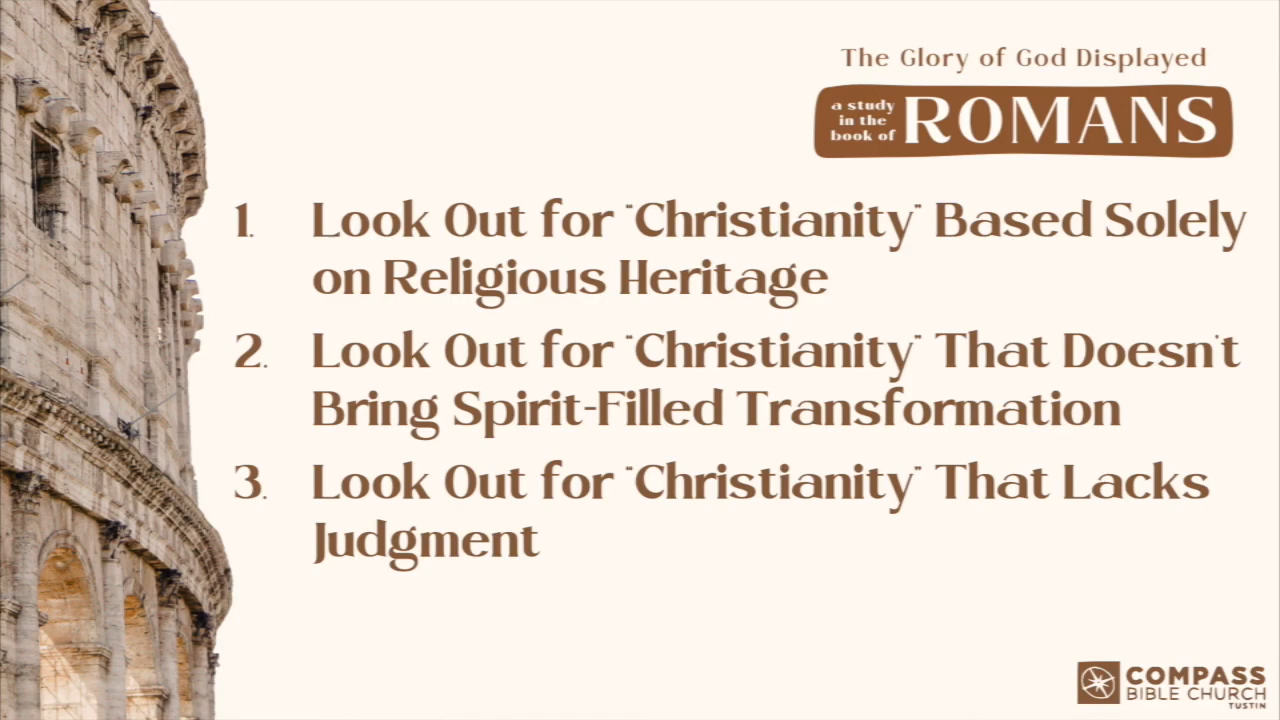 The Glory of God Displayed
a study
in the
book of
ROMANS
1. Look Out for "Christianity" Based Solely
on Religious Heritage
2. Look Out for "Christianity" That Doesn't
Bring Spirit-Filled Transformation
3. Look Out for "Christianity" That Lacks
Judgment
COMPASS
BIBLE CHURCH
TUSTIN